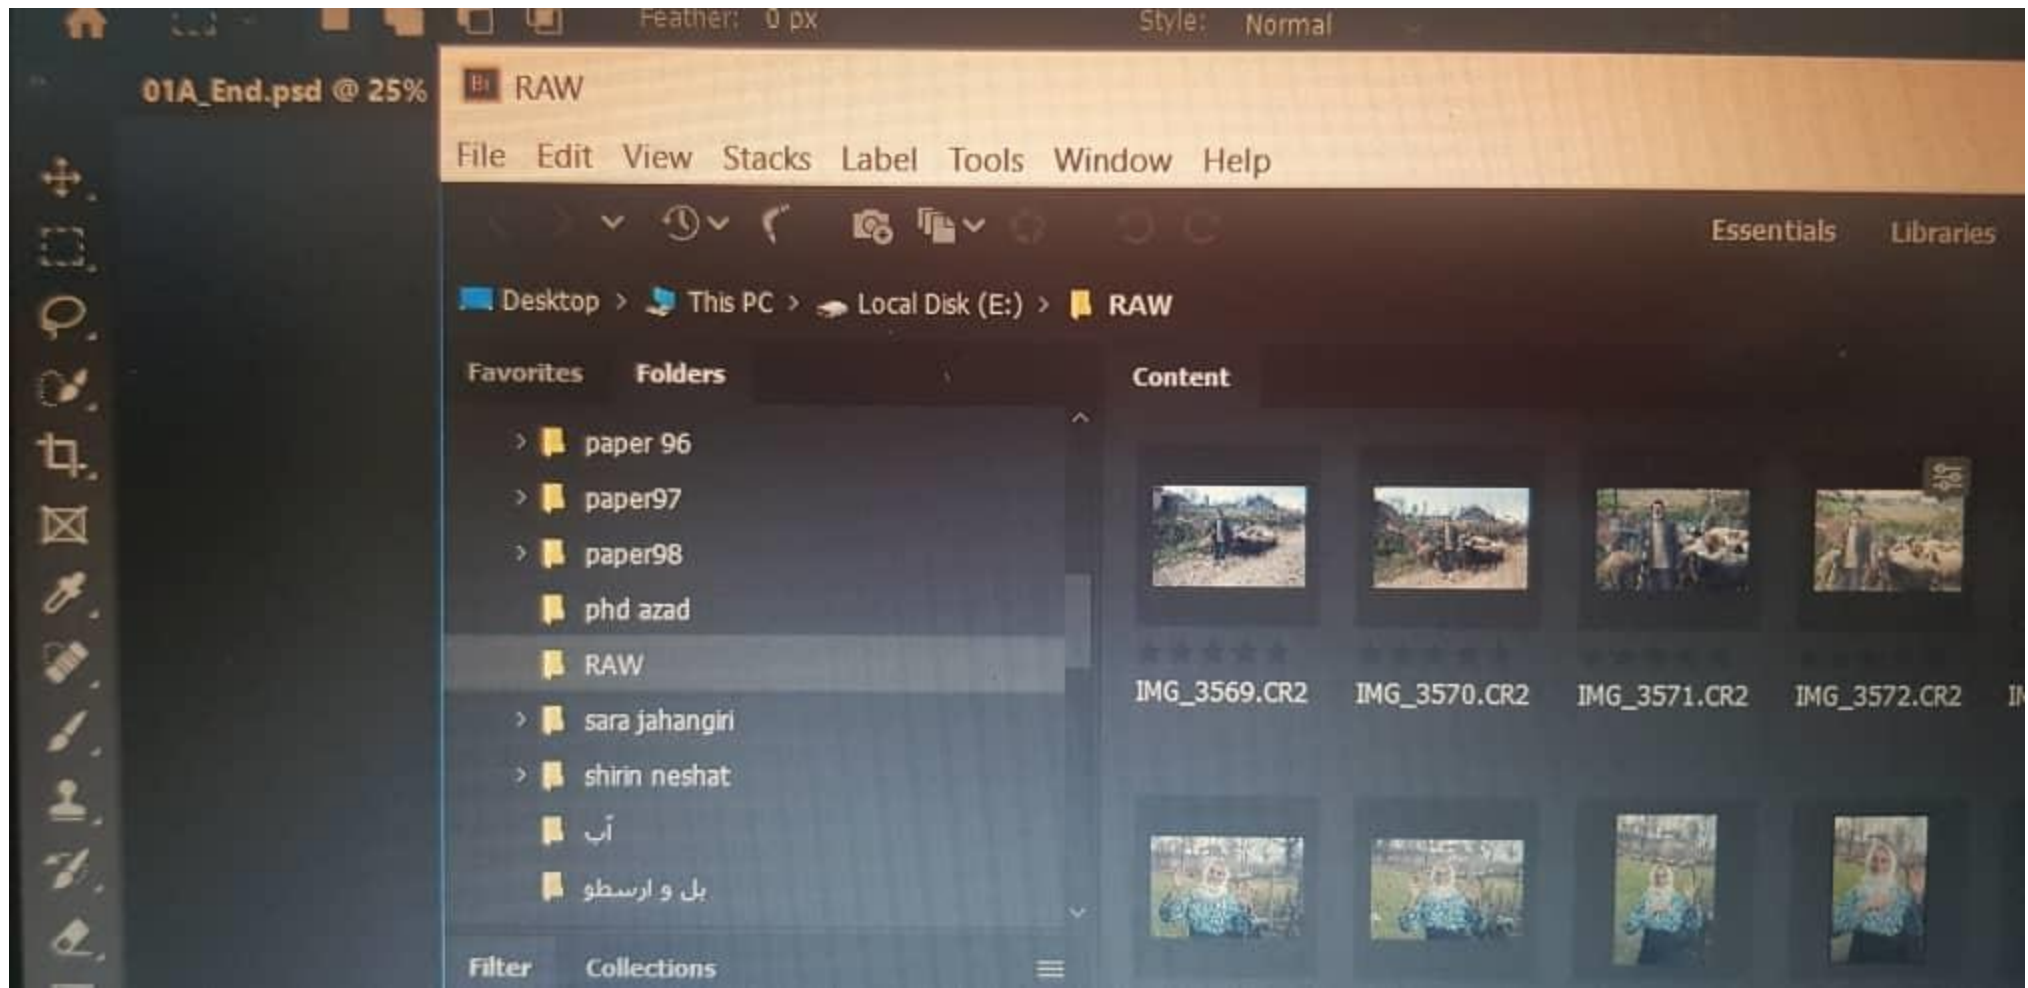 Feather: 0 px Style: Normal
01A_End.psd @ 25%
Br RAW
File Edit View Stacks Label Tools Window Help
Essentials Libraries
Desktop > This PC > Local Disk (E:) > RAW
Favorites Folders
Content
> paper 96
> paper97
> paper98
phd azad
RAW
> sara jahangiri
> shirin neshat
آب
بل و ارسطو
IMG_3569.CR2 IMG_3570.CR2 IMG_3571.CR2 IMG_3572.CR2
Filter Collections